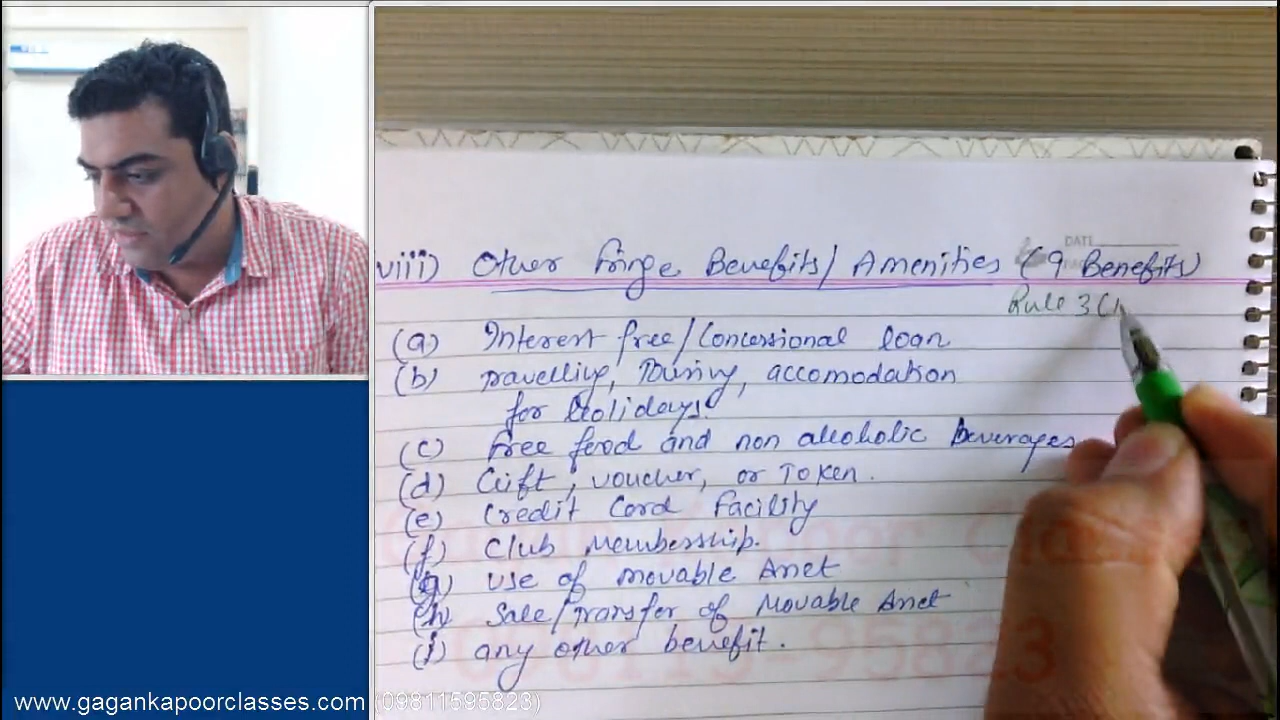 DATE
viii) Other Fringe Benefits/Amenities (9 Benefits)
Rule 3(
(a) Interest free/Concessional loan
(b) Travelling, Touring, accomodation
for Holidays.
(c) Free food and non alcoholic Beverages
(d) Gift, voucher, or Token.
(e) Credit Card Facility
(f) Club Membership.
(g) use of movable Asset
(h) Sale/Transfer of Movable Asset
(i) any other benefit.
www.gagankapoorclasses.com (09811595823)